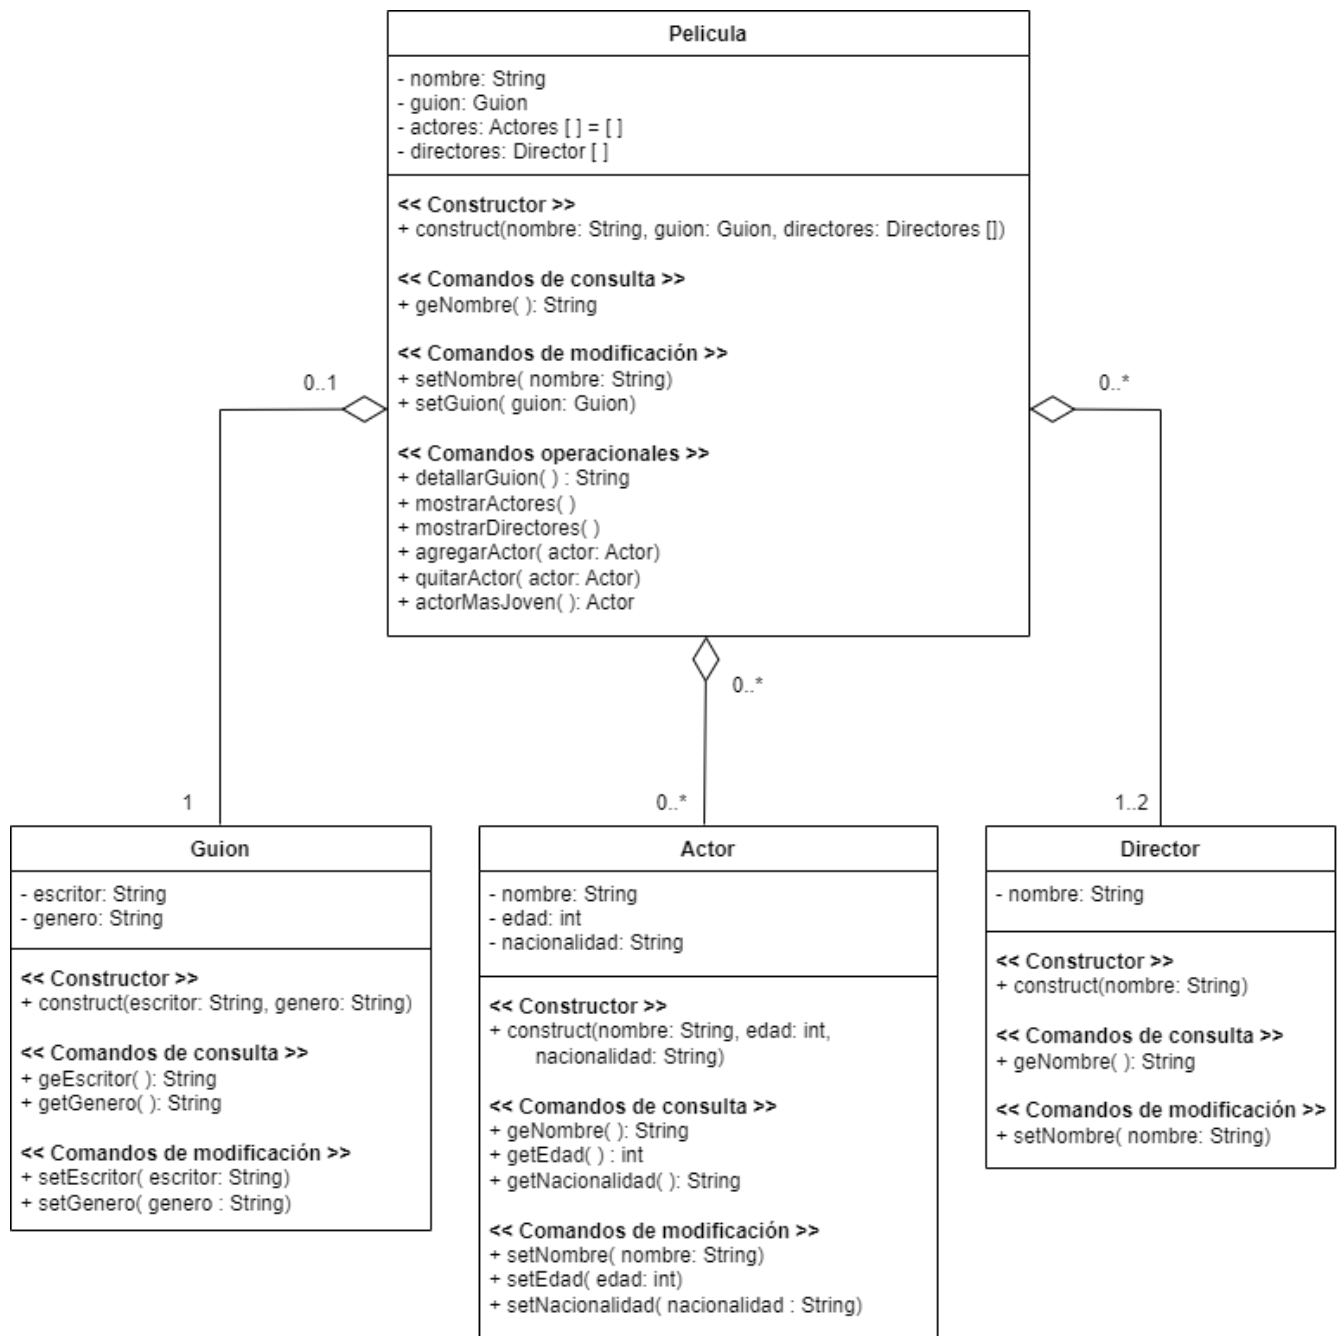 Pelicula
- nombre: String
- guion: Guion
- actores: Actores [ ] = [ ]
- directores: Director [ ]
<< Constructor >>
+ construct(nombre: String, guion: Guion, directores: Directores [])
<< Comandos de consulta >>
+ geNombre( ): String
<< Comandos de modificación >>
+ setNombre( nombre: String)
+ setGuion( guion: Guion)
<< Comandos operacionales >>
+ detallarGuion( ) : String
+ mostrarActores( )
+ mostrarDirectores( )
+ agregarActor( actor: Actor)
+ quitarActor( actor: Actor)
+ actorMasJoven( ): Actor
0..1
0..*
0..*
1
0..*
1..2
Guion
- escritor: String
- genero: String
<< Constructor >>
+ construct(escritor: String, genero: String)
<< Comandos de consulta >>
+ geEscritor( ): String
+ getGenero( ): String
<< Comandos de modificación >>
+ setEscritor( escritor: String)
+ setGenero( genero : String)
Actor
- nombre: String
- edad: int
- nacionalidad: String
<< Constructor >>
+ construct(nombre: String, edad: int,
nacionalidad: String)
<< Comandos de consulta >>
+ geNombre( ): String
+ getEdad( ) : int
+ getNacionalidad( ): String
<< Comandos de modificación >>
+ setNombre( nombre: String)
+ setEdad( edad: int)
+ setNacionalidad( nacionalidad : String)
Director
- nombre: String
<< Constructor >>
+ construct(nombre: String)
<< Comandos de consulta >>
+ geNombre( ): String
<< Comandos de modificación >>
+ setNombre( nombre: String)